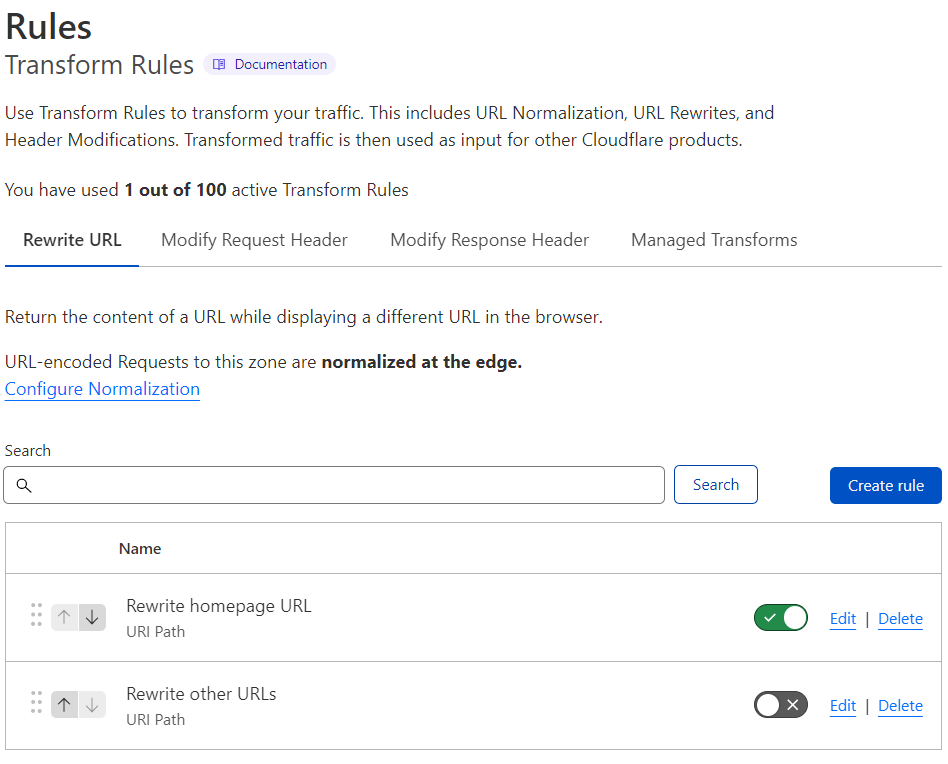 Rules
Transform Rules Documentation
Use Transform Rules to transform your traffic. This includes URL Normalization, URL Rewrites, and
Header Modifications. Transformed traffic is then used as input for other Cloudflare products.
You have used 1 out of 100 active Transform Rules
Rewrite URL Modify Request Header Modify Response Header Managed Transforms
Return the content of a URL while displaying a different URL in the browser.
URL-encoded Requests to this zone are normalized at the edge.
Configure Normalization
Search
Search Create rule
Name
Rewrite homepage URL
URI Path
Edit | Delete
Rewrite other URLs
URI Path
Edit | Delete